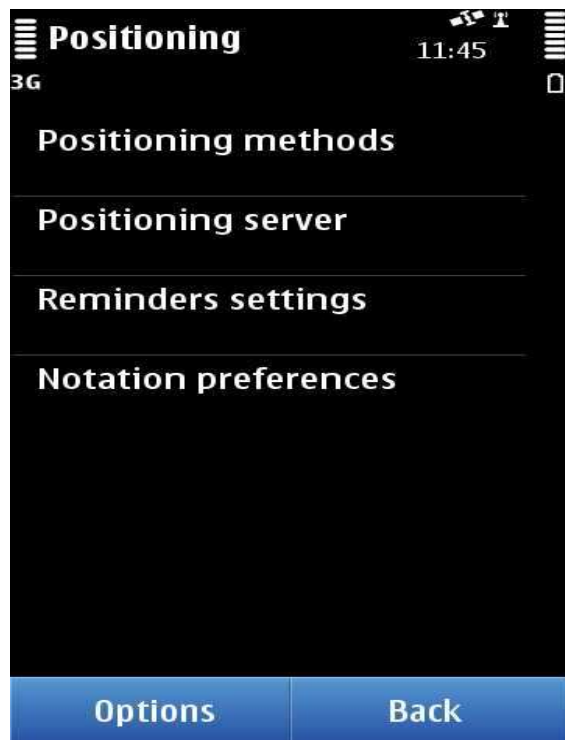 Positioning
11:45
3G
Positioning methods
Positioning server
Reminders settings
Notation preferences
Options Back